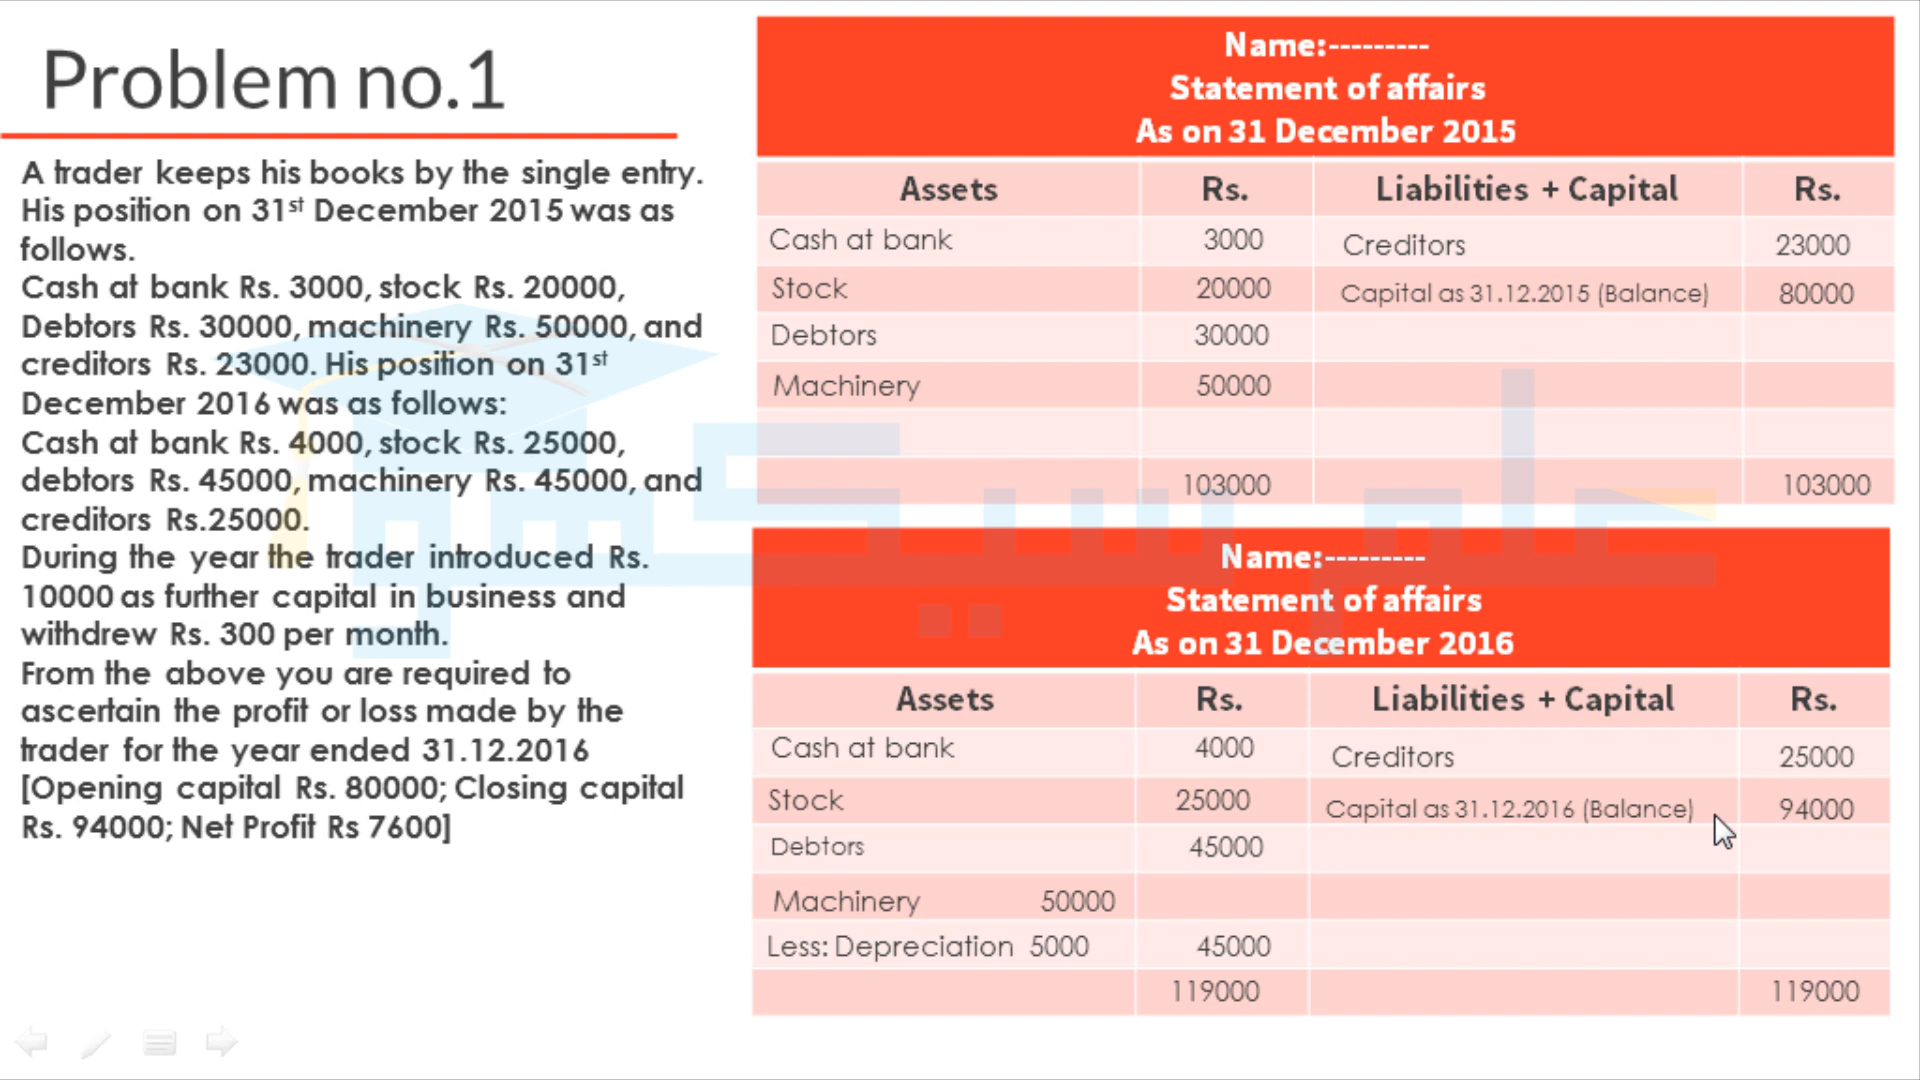 Problem no.1
A trader keeps his books by the single entry.
His position on 31st December 2015 was as
follows.
Cash at bank Rs. 3000, stock Rs. 20000,
Debtors Rs. 30000, machinery Rs. 50000, and
creditors Rs. 23000. His position on 31st
December 2016 was as follows:
Cash at bank Rs. 4000, stock Rs. 25000,
debtors Rs. 45000, machinery Rs. 45000, and
creditors Rs.25000.
During the year the trader introduced Rs.
10000 as further capital in business and
withdrew Rs. 300 per month.
From the above you are required to
ascertain the profit or loss made by the
trader for the year ended 31.12.2016
[Opening capital Rs. 80000; Closing capital
Rs. 94000; Net Profit Rs 7600]
Name:---------
Statement of affairs
As on 31 December 2015
Assets Rs. Liabilities + Capital Rs.
Cash at bank 3000 Creditors 23000
Stock 20000 Capital as 31.12.2015 (Balance) 80000
Debtors 30000
Machinery 50000
103000 103000
Name:---------
Statement of affairs
As on 31 December 2016
Assets Rs. Liabilities + Capital Rs.
Cash at bank 4000 Creditors 25000
Stock 25000 Capital as 31.12.2016 (Balance) 94000
Debtors 45000
Machinery 50000
Less: Depreciation 5000 45000
119000 119000